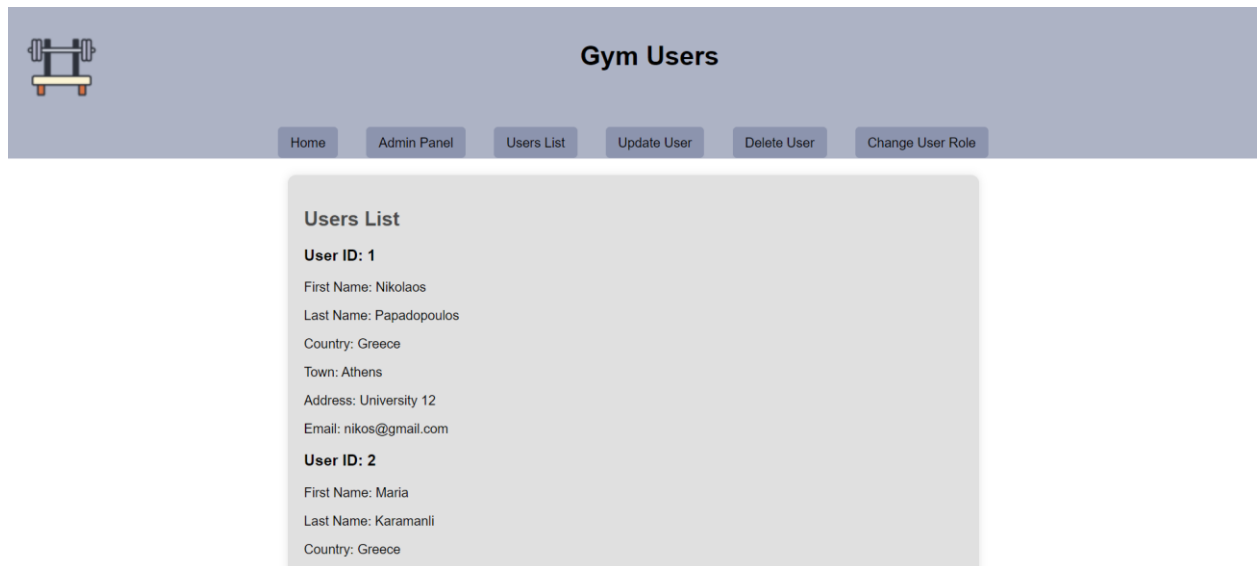 Gym Users
Home Admin Panel Users List Update User Delete User Change User Role
Users List
User ID: 1
First Name: Nikolaos
Last Name: Papadopoulos
Country: Greece
Town: Athens
Address: University 12
Email: nikos@gmail.com
User ID: 2
First Name: Maria
Last Name: Karamanli
Country: Greece